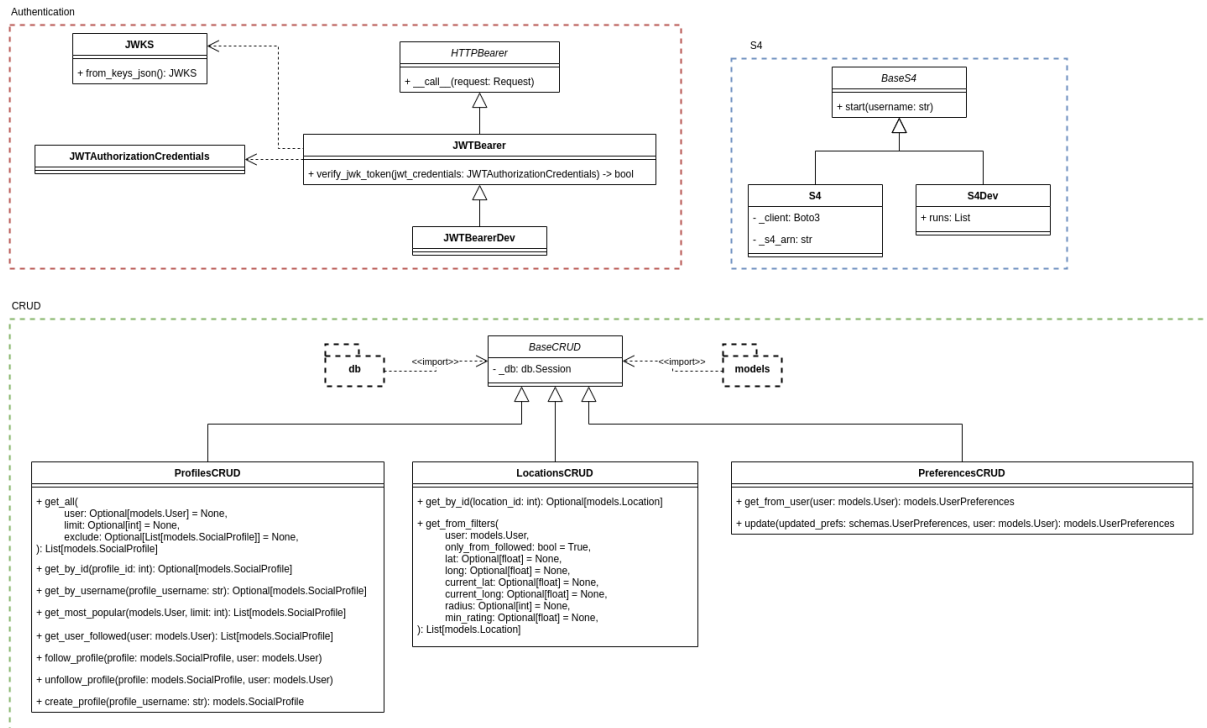 Authentication
JWKS
+ from_keys_json(): JWKS
HTTPBearer
+ __call__(request: Request)
JWTAuthorizationCredentials
JWTBearer
+ verify_jwk_token(jwt_credentials: JWTAuthorizationCredentials) -> bool
JWTBearerDev
S4
BaseS4
+ start(username: str)
S4
- _client: Boto3
- _s4_arn: str
S4Dev
+ runs: List
CRUD
db
<<import>>
BaseCRUD
- _db: db.Session
<<import>>
models
ProfilesCRUD
+ get_all(
user: Optional[models.User] = None,
limit: Optional[int] = None,
exclude: Optional[List[models.SocialProfile]] = None,
): List[models.SocialProfile]
+ get_by_id(profile_id: int): Optional[models.SocialProfile]
+ get_by_username(profile_username: str): Optional[models.SocialProfile]
+ get_most_popular(models.User, limit: int): List[models.SocialProfile]
+ get_user_followed(user: models.User): List[models.SocialProfile]
+ follow_profile(profile: models.SocialProfile, user: models.User)
+ unfollow_profile(profile: models.SocialProfile, user: models.User)
+ create_profile(profile_username: str): models.SocialProfile
LocationsCRUD
+ get_by_id(location_id: int): Optional[models.Location]
+ get_from_filters(
user: models.User,
only_from_followed: bool = True,
lat: Optional[float] = None,
long: Optional[float] = None,
current_lat: Optional[float] = None,
current_long: Optional[float] = None,
radius: Optional[int] = None,
min_rating: Optional[float] = None,
): List[models.Location]
PreferencesCRUD
+ get_from_user(user: models.User): models.UserPreferences
+ update(updated_prefs: schemas.UserPreferences, user: models.User): models.UserPreferences